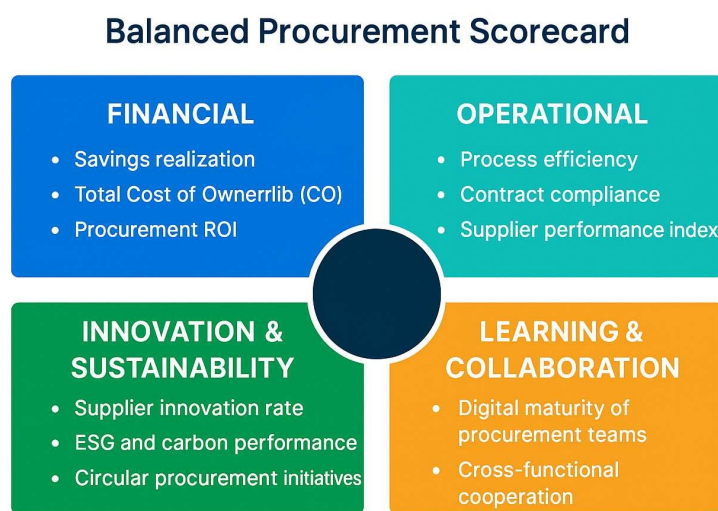 Balanced Procurement Scorecard
FINANCIAL
• Savings realization
• Total Cost of Ownerrlib (CO)
• Procurement ROI
OPERATIONAL
• Process efficiency
• Contract compliance
• Supplier performance index
INNOVATION &
SUSTAINABILITY
• Supplier innovation rate
• ESG and carbon performance
• Circular procurement initiatives
LEARNING &
COLLABORATION
• Digital maturity of
procurement teams
• Cross-functional
cooperation